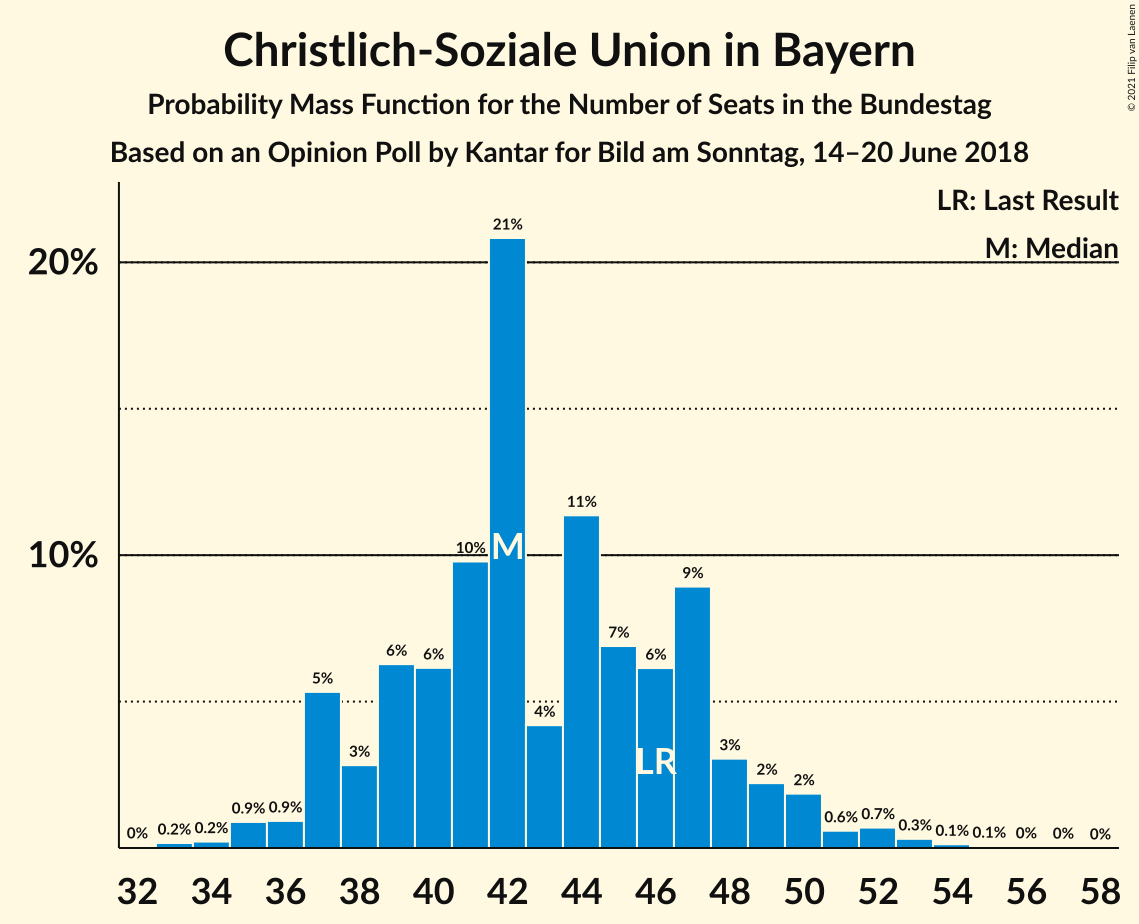 Christlich-Soziale Union in Bayern
Probability Mass Function for the Number of Seats in the Bundestag
Based on an Opinion Poll by Kantar for Bild am Sonntag, 14–20 June 2018
© 2021 Filip van Laenen
LR: Last Result
M: Median
20%
10%
0% 0.2% 0.2% 0.9% 0.9% 5% 3% 6% 6% 10% 21% 4% 11% 7% 6% 9% 3% 2% 2% 0.6% 0.7% 0.3% 0.1% 0.1% 0% 0% 0%
M
LR
32 34 36 38 40 42 44 46 48 50 52 54 56 58